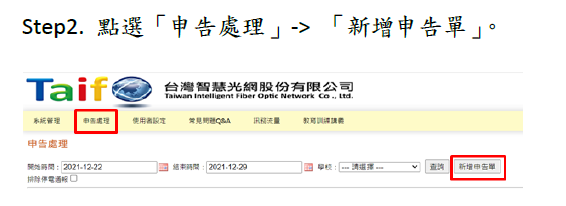 Step2. 點選「申告處理」-> 「新增申告單」。
Taif 台灣智慧光網股份有限公司
Taiwan Intelligent Fiber Optic Network Co., Ltd.
系統管理 申告處理 使用者設定 常見問題Q&A 訊務流量 教育訓練講義
申告處理
開始時間：2021-12-22 結束時間：2021-12-29 學校：--- 請選擇 --- 查詢 新增申告單
排除停電通報